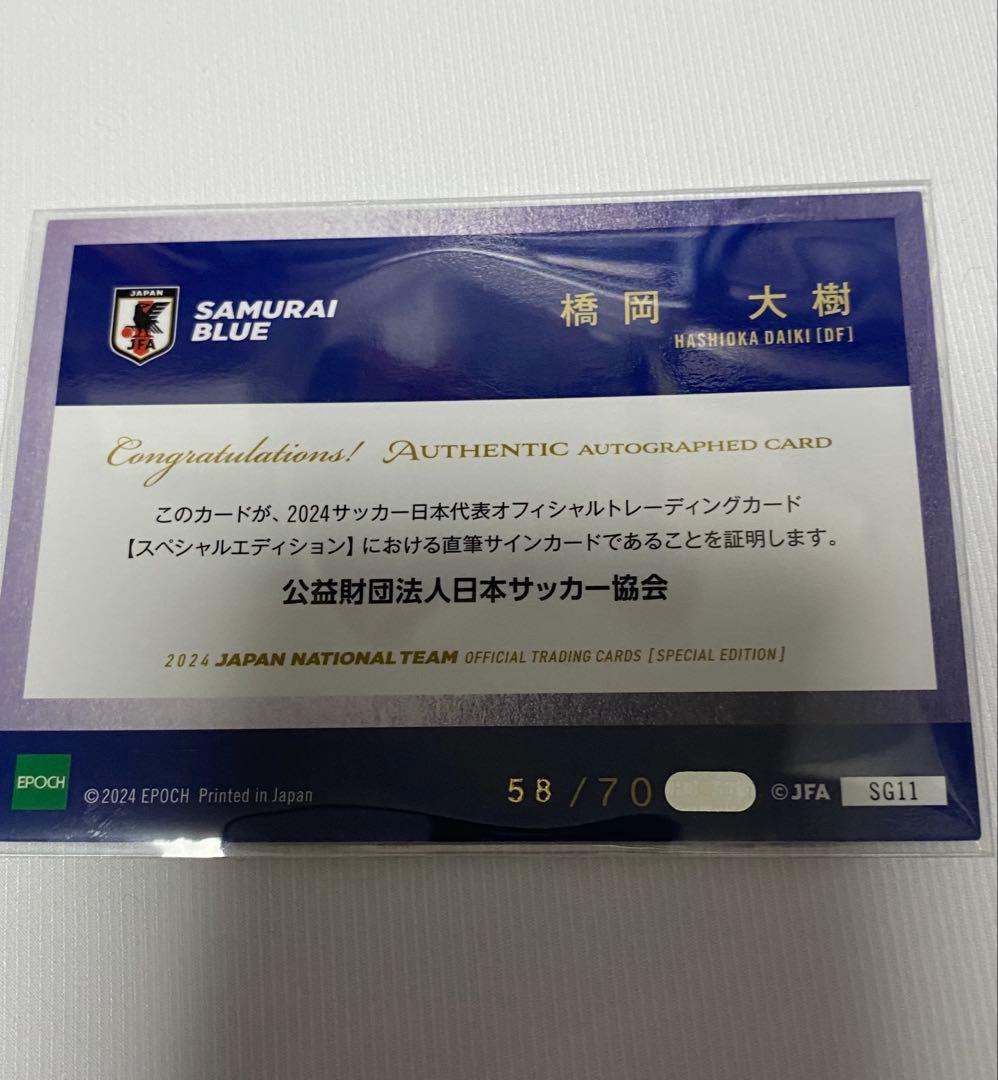 JAPAN
JFA
SAMURAI
BLUE
橋岡 大樹
HASHIOKA DAIKI [DF]
Congratulations! AUTHENTIC AUTOGRAPHED CARD
このカードが、2024サッカー日本代表オフィシャルトレーディングカード
【スペシャルエディション】における直筆サインカードであることを証明します。
公益財団法人日本サッカー協会
2024 JAPAN NATIONAL TEAM OFFICIAL TRADING CARDS [SPECIAL EDITION]
EPOCH
©2024 EPOCH Printed in Japan
58/70
©JFA
SG11